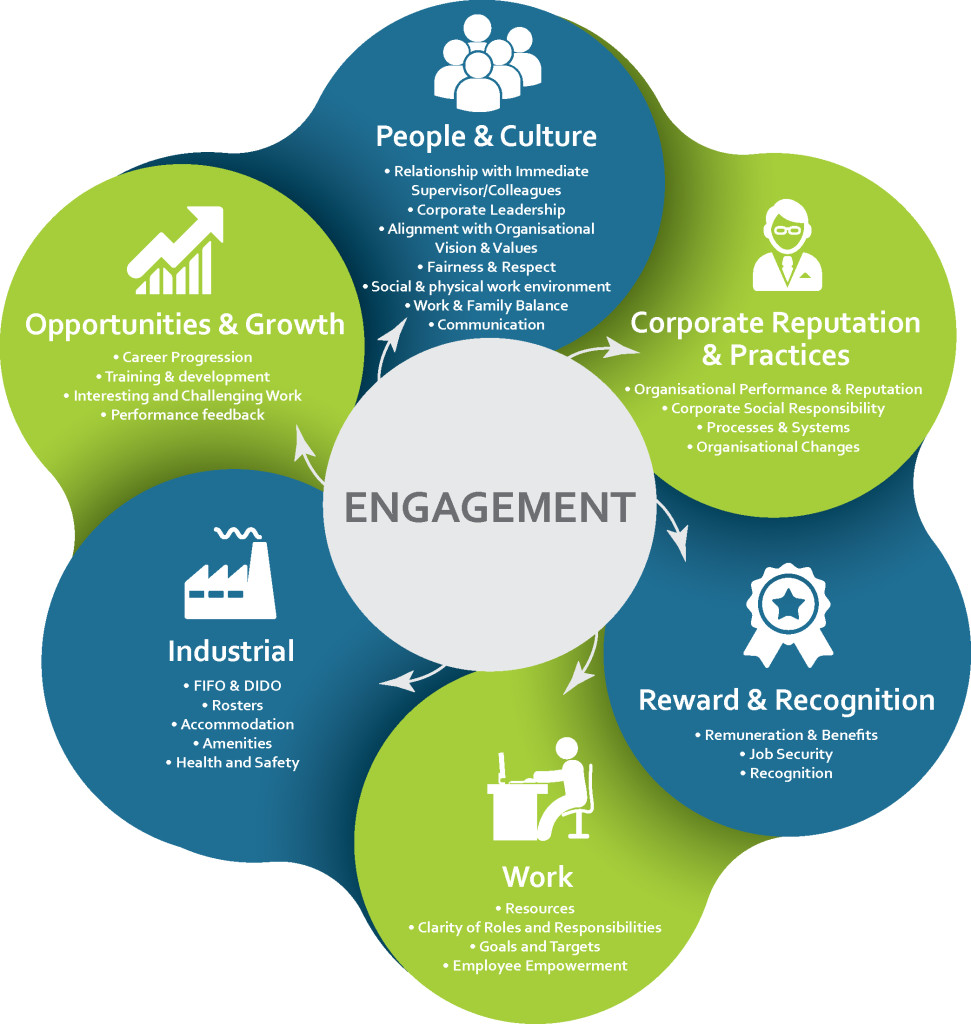 People & Culture
• Relationship with Immediate
Supervisor/Colleagues
• Corporate Leadership
• Alignment with Organisational
Vision & Values
• Fairness & Respect
• Social & physical work environment
• Work & Family Balance
• Communication
Corporate Reputation
& Practices
• Organisational Performance & Reputation
• Corporate Social Responsibility
• Processes & Systems
• Organisational Changes
Reward & Recognition
• Remuneration & Benefits
• Job Security
• Recognition
Work
• Resources
• Clarity of Roles and Responsibilities
• Goals and Targets
• Employee Empowerment
Industrial
• FIFO & DIDO
• Rosters
• Accommodation
• Amenities
• Health and Safety
Opportunities & Growth
• Career Progression
• Training & development
• Interesting and Challenging Work
• Performance feedback
ENGAGEMENT